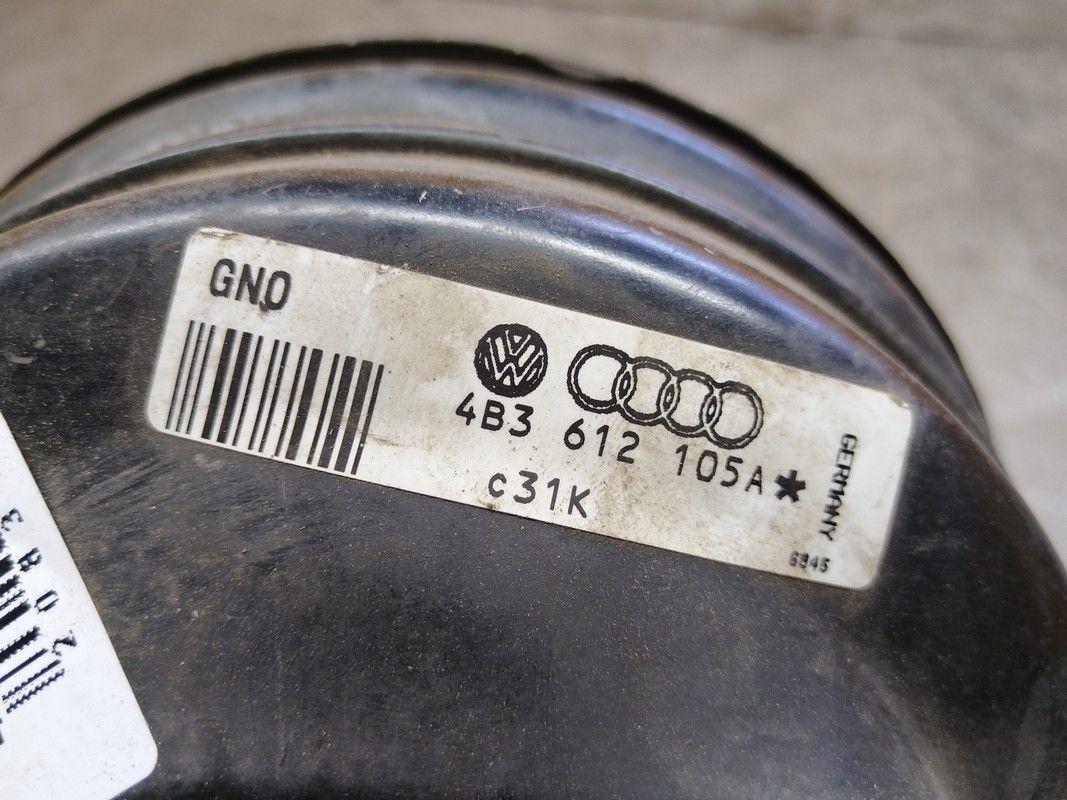 GNO
4B3 612 105A*
c31K
GERMANY
6845